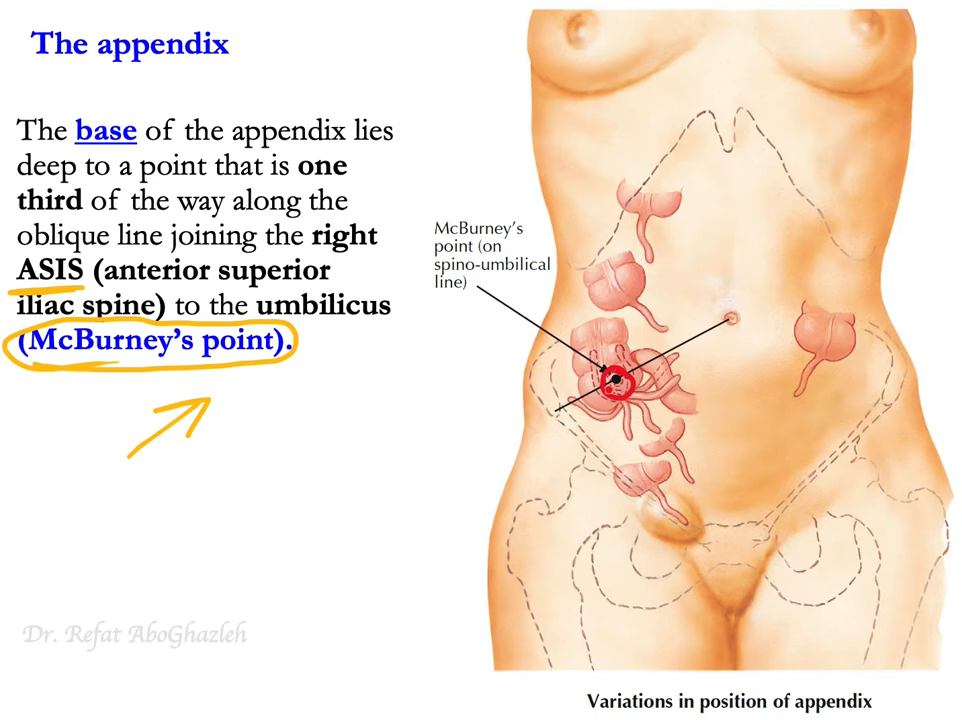 The appendix
The base of the appendix lies
deep to a point that is one
third of the way along the
oblique line joining the right
ASIS (anterior superior
iliac spine) to the umbilicus
(McBurney's point).
McBurney's
point (on
spino-umbilical
line)
Dr. Refat AboGhazleh
Variations in position of appendix